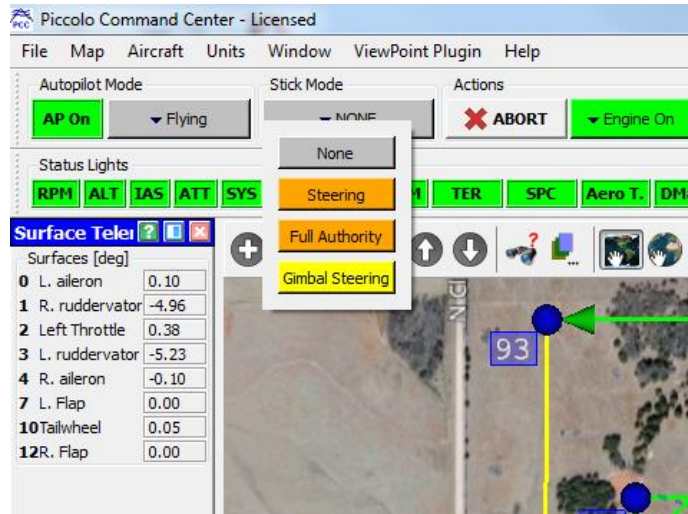 PCC Piccolo Command Center - Licensed
File Map Aircraft Units Window ViewPoint Plugin Help
Autopilot Mode Stick Mode Actions
AP On Flying NONE ABORT Engine On
None
Status Lights
RPM ALT IAS ATT SYS TER SPC Aero T.
Steering
Full Authority
Gimbal Steering
Surface Telem
Surfaces [deg]
0 L. aileron 0.10
1 R. ruddervator -4.96
2 Left Throttle 0.38
3 L. ruddervator -5.23
4 R. aileron -0.10
7 L. Flap 0.00
10 Tailwheel 0.05
12 R. Flap 0.00
N Cl
93